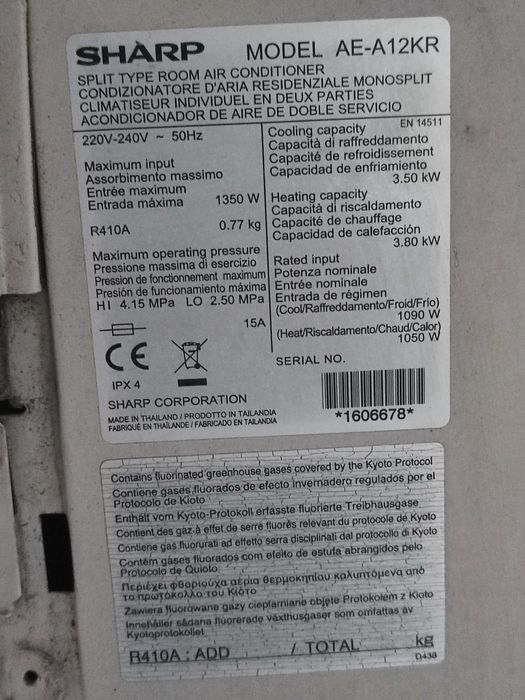 SHARP MODEL AE-A12KR
SPLIT TYPE ROOM AIR CONDITIONER
CONDIZIONATORE D'ARIA RESIDENZIALE MONOSPLIT
CLIMATISEUR INDIVIDUEL EN DEUX PARTIES
ACONDICIONADOR DE AIRE DE DOBLE SERVICIO
220V-240V ~ 50Hz
Maximum input
Assorbimento massimo
Entrée maximum
Entrada máxima 1350 W
R410A 0.77 kg
Maximum operating pressure
Pressione massima di esercizio
Pression de fonctionnement maximum
Presión de funcionamiento máxima
HI 4.15 MPa LO 2.50 MPa
15A
CE
IPX 4
SHARP CORPORATION
MADE IN THAILAND / PRODOTTO IN TAILANDIA
FABRIQUÉ EN THAÏLANDE / FABRICADO EN TAILANDIA
EN 14511
Cooling capacity
Capacità di raffreddamento
Capacité de refroidissement
Capacidad de enfriamiento
3.50 kW
Heating capacity
Capacità di riscaldamento
Capacité de chauffage
Capacidad de calefacción
3.80 kW
Rated input
Potenza nominale
Entrée nominale
Entrada de régimen
(Cool/Raffreddamento/Froid/Frío)
1090 W
(Heat/Riscaldamento/Chaud/Calor)
1050 W
SERIAL NO.
*1606678*
Contains fluorinated greenhouse gases covered by the Kyoto Protocol
Contiene gases fluorados de efecto invernadero regulados por el
Protocolo de Kioto
Enthält vom Kyoto-Protokoll erfasste fluorierte Treibhausgase
Contient des gaz à effet de serre fluorés relevant du protocole de Kyoto
Contiene gas fluorurati ad effetto serra disciplinati dal protocollo di Kyoto
Contém gases fluorados com efeito de estufa abrangidos pelo
Protocolo de Quioto
Περιέχει φθοριούχα αέρια θερμοκηπίου καλυπτόμενα από
το πρωτόκολλο του Κιότο
Zawiera fluorowane gazy cieplarniane objęte Protokołem z Kioto
Innehåller sådana fluorerade växthusgaser som omfattas av
Kyotoprotokollet
R410A : ADD / TOTAL kg
D438